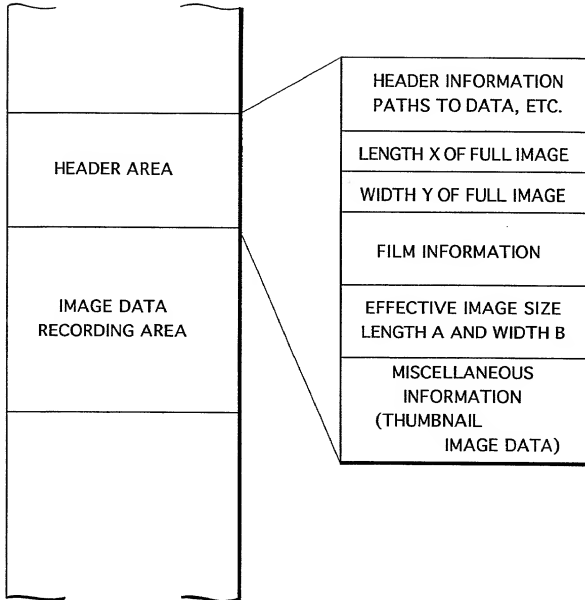 HEADER AREA
IMAGE DATA
RECORDING AREA
HEADER INFORMATION
PATHS TO DATA, ETC.
LENGTH X OF FULL IMAGE
WIDTH Y OF FULL IMAGE
FILM INFORMATION
EFFECTIVE IMAGE SIZE
LENGTH A AND WIDTH B
MISCELLANEOUS
INFORMATION
(THUMBNAIL
IMAGE DATA)